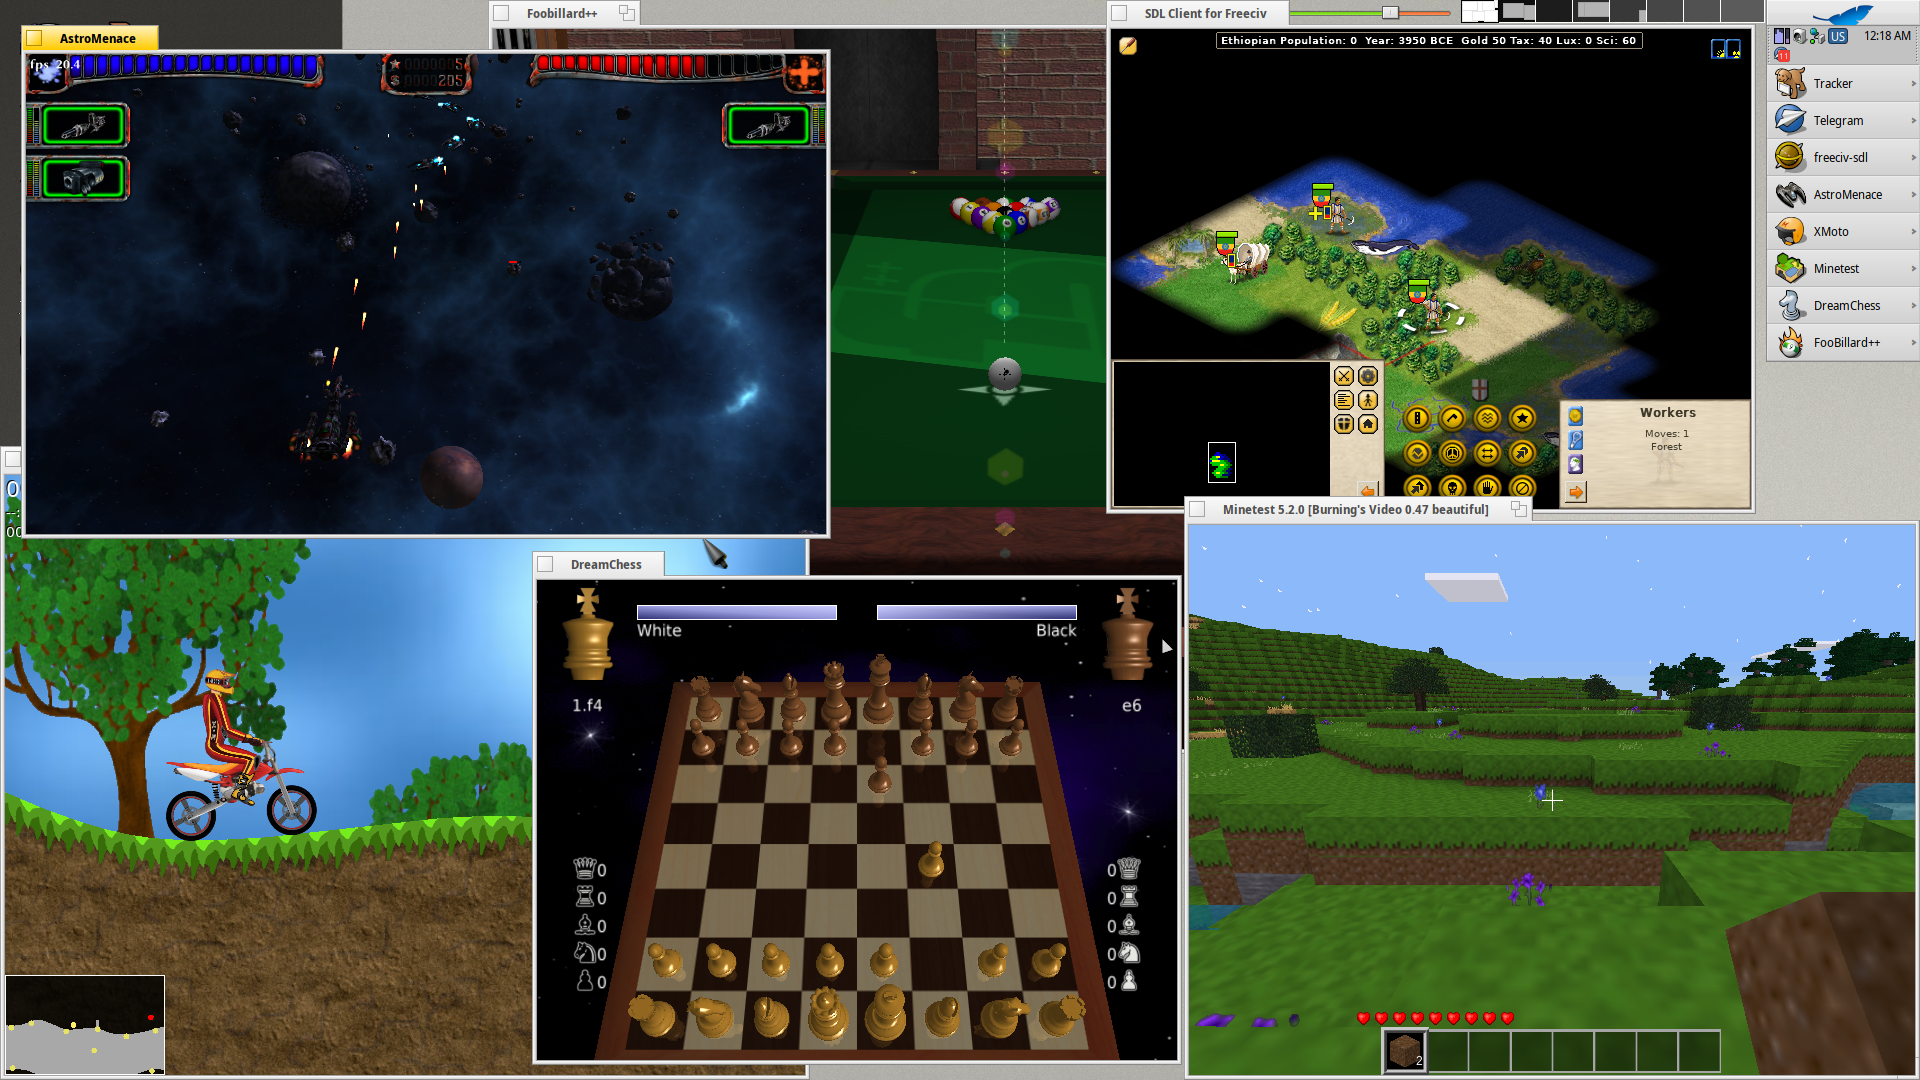 Foobillard++
SDL Client for Freeciv
AstroMenace
fps 20.4
5
205
Ethiopian Population: 0 Year: 3950 BCE Gold 50 Tax: 40 Lux: 0 Sci: 60
US
12:18 AM
11
Tracker
Telegram
freeciv-sdl
AstroMenace
XMoto
Minetest
DreamChess
FooBillard++
Workers
Moves: 1
Forest
Minetest 5.2.0 [Burning's Video 0.47 beautiful]
DreamChess
White
Black
1.f4
e6
0
0
0
0
0
0
0
0
0
0
2